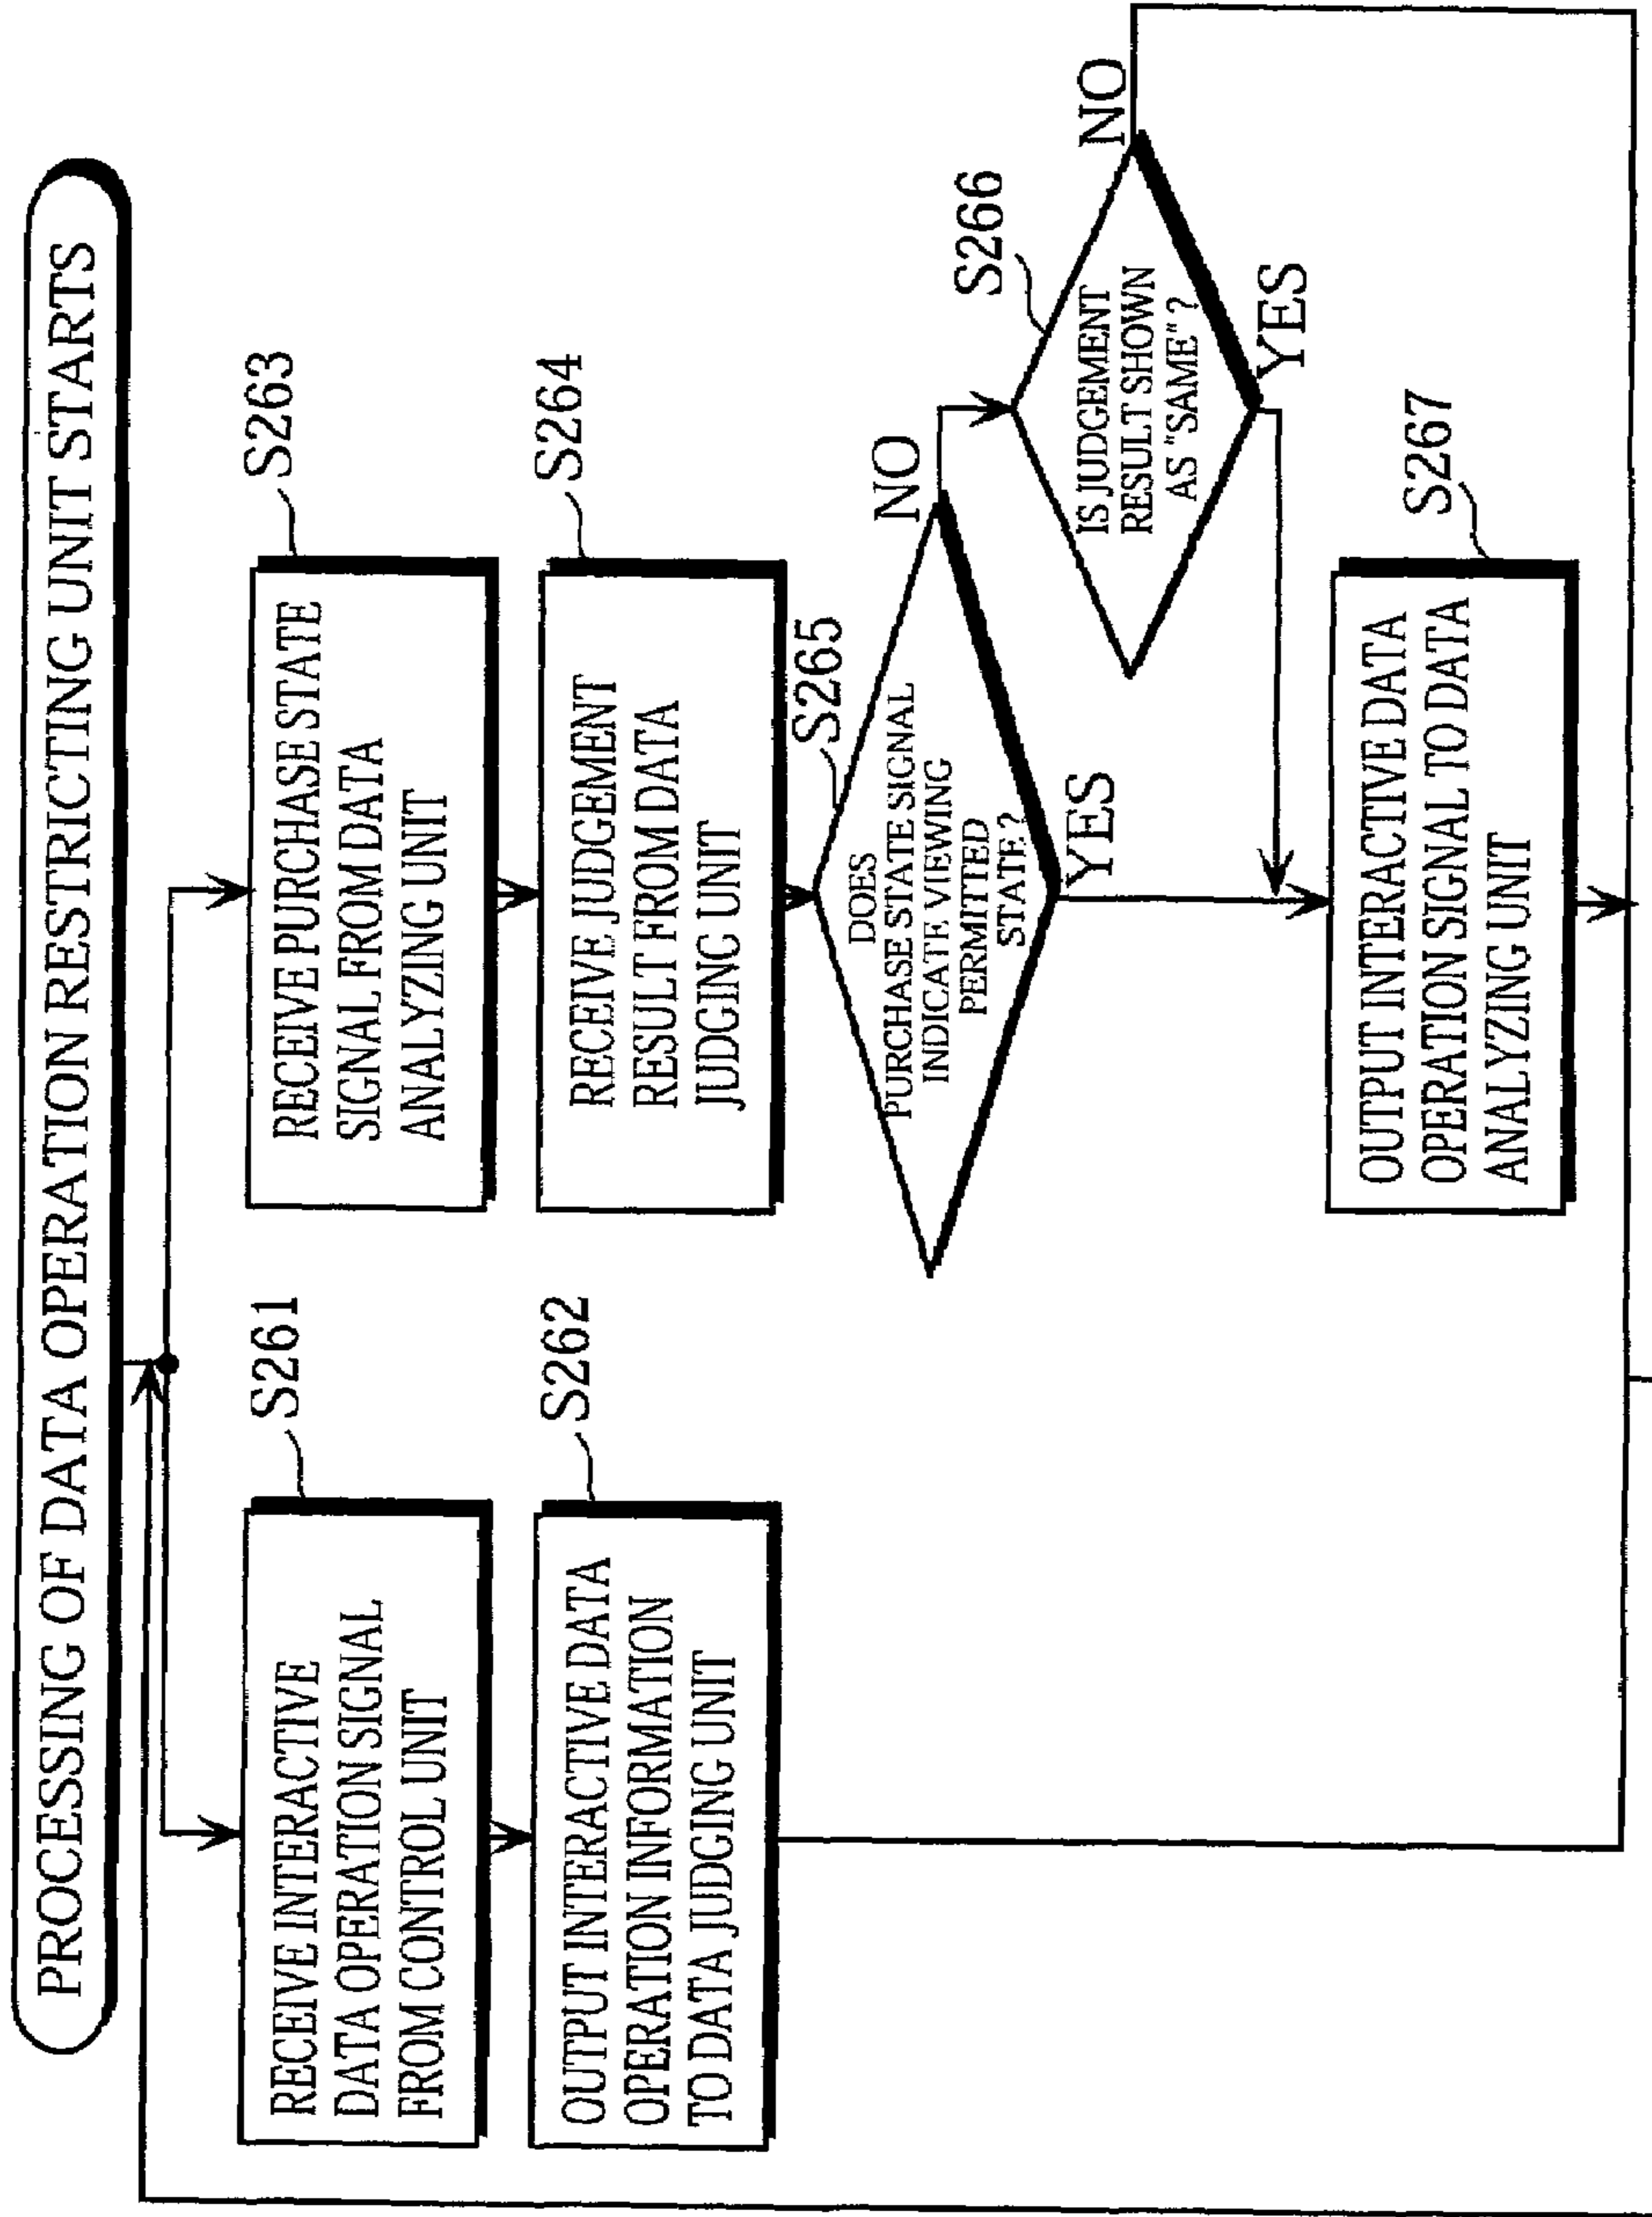 PROCESSING OF DATA OPERATION RESTRICTING UNIT STARTS
S261
RECEIVE INTERACTIVE
DATA OPERATION SIGNAL
FROM CONTROL UNIT
S262
OUTPUT INTERACTIVE DATA
OPERATION INFORMATION
TO DATA JUDGING UNIT
S263
RECEIVE PURCHASE STATE
SIGNAL FROM DATA
ANALYZING UNIT
S264
RECEIVE JUDGEMENT
RESULT FROM DATA
JUDGING UNIT
S265
DOES
PURCHASE STATE SIGNAL
INDICATE VIEWING
PERMITTED
STATE?
NO
YES
S266
IS JUDGEMENT
RESULT SHOWN
AS "SAME"?
NO
YES
S267
OUTPUT INTERACTIVE DATA
OPERATION SIGNAL TO DATA
ANALYZING UNIT